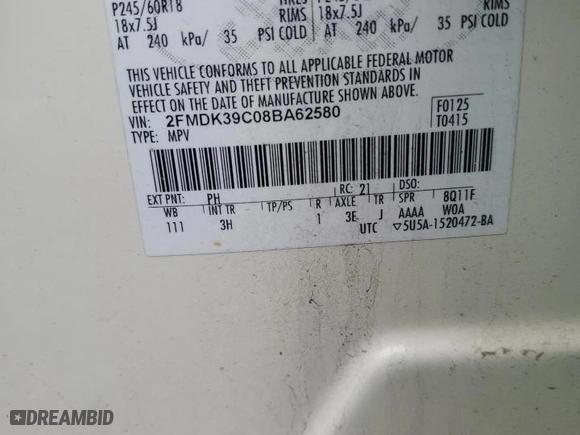 P245/60R18 RIMS RIMS
18x7.5J 18x7.5J
AT 240 kPa/ 35 PSI COLD AT 240 kPa/ 35 PSI COLD
THIS VEHICLE CONFORMS TO ALL APPLICABLE FEDERAL MOTOR
VEHICLE SAFETY AND THEFT PREVENTION STANDARDS IN
EFFECT ON THE DATE OF MANUFACTURE SHOWN ABOVE.
VIN: 2FMDK39C08BA62580 F0125
TYPE: MPV T0415
EXT PNT: PH RC: 21 DSO:
WB INT TR TP/PS R AXLE TR SPR 8Q11F
111 3H 1 3E J AAAA W0A
UTC ▽5U5A-1520472-BA
DREAMBID